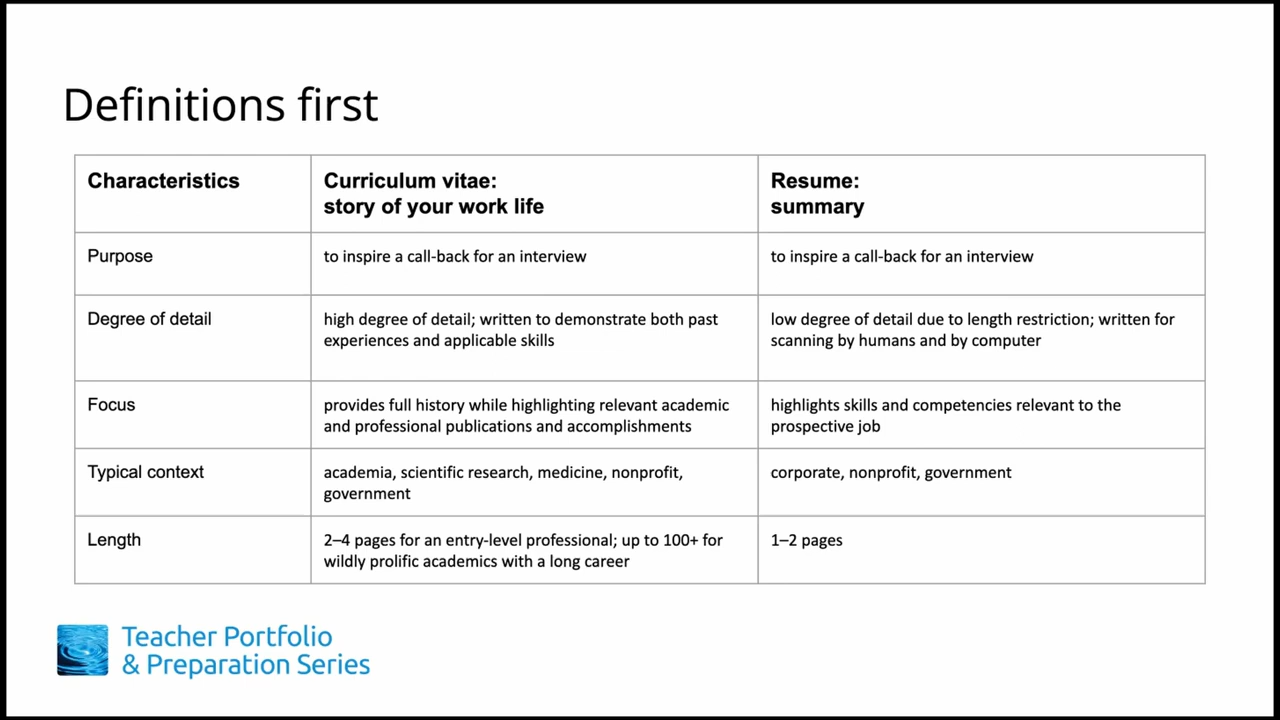 Definitions first
Characteristics
Curriculum vitae:
story of your work life
Resume:
summary
Purpose
to inspire a call-back for an interview
to inspire a call-back for an interview
Degree of detail
high degree of detail; written to demonstrate both past
experiences and applicable skills
low degree of detail due to length restriction; written for
scanning by humans and by computer
Focus
provides full history while highlighting relevant academic
and professional publications and accomplishments
highlights skills and competencies relevant to the
prospective job
Typical context
academia, scientific research, medicine, nonprofit,
government
corporate, nonprofit, government
Length
2–4 pages for an entry-level professional; up to 100+ for
wildly prolific academics with a long career
1–2 pages
Teacher Portfolio
& Preparation Series